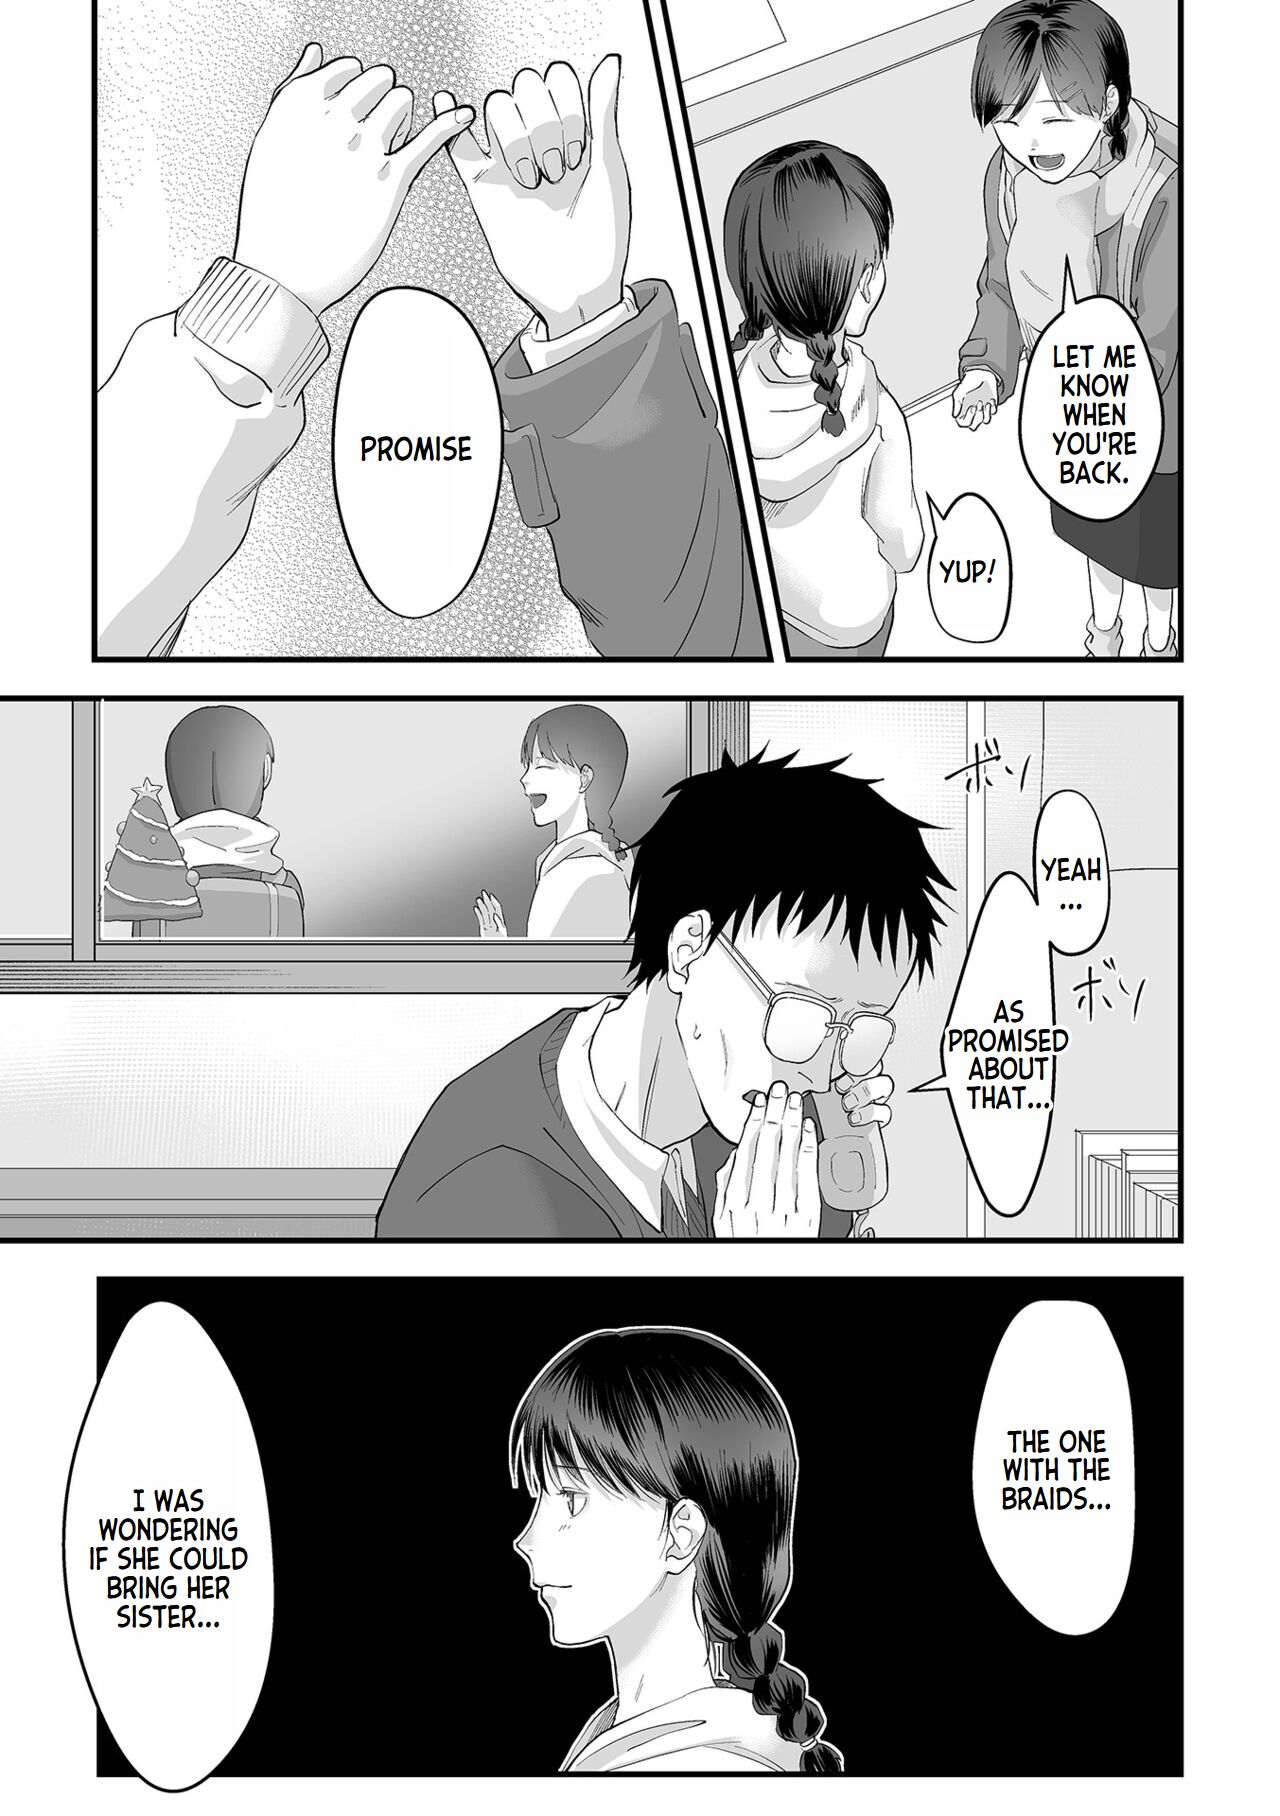 LET ME
KNOW
WHEN
YOU'RE
BACK.
YUP!
PROMISE
ボソ
YEAH
...
ボソ
AS
PROMISED
ABOUT
THAT...
THE ONE
WITH THE
BRAIDS...
I WAS
WONDERING
IF SHE COULD
BRING HER
SISTER...